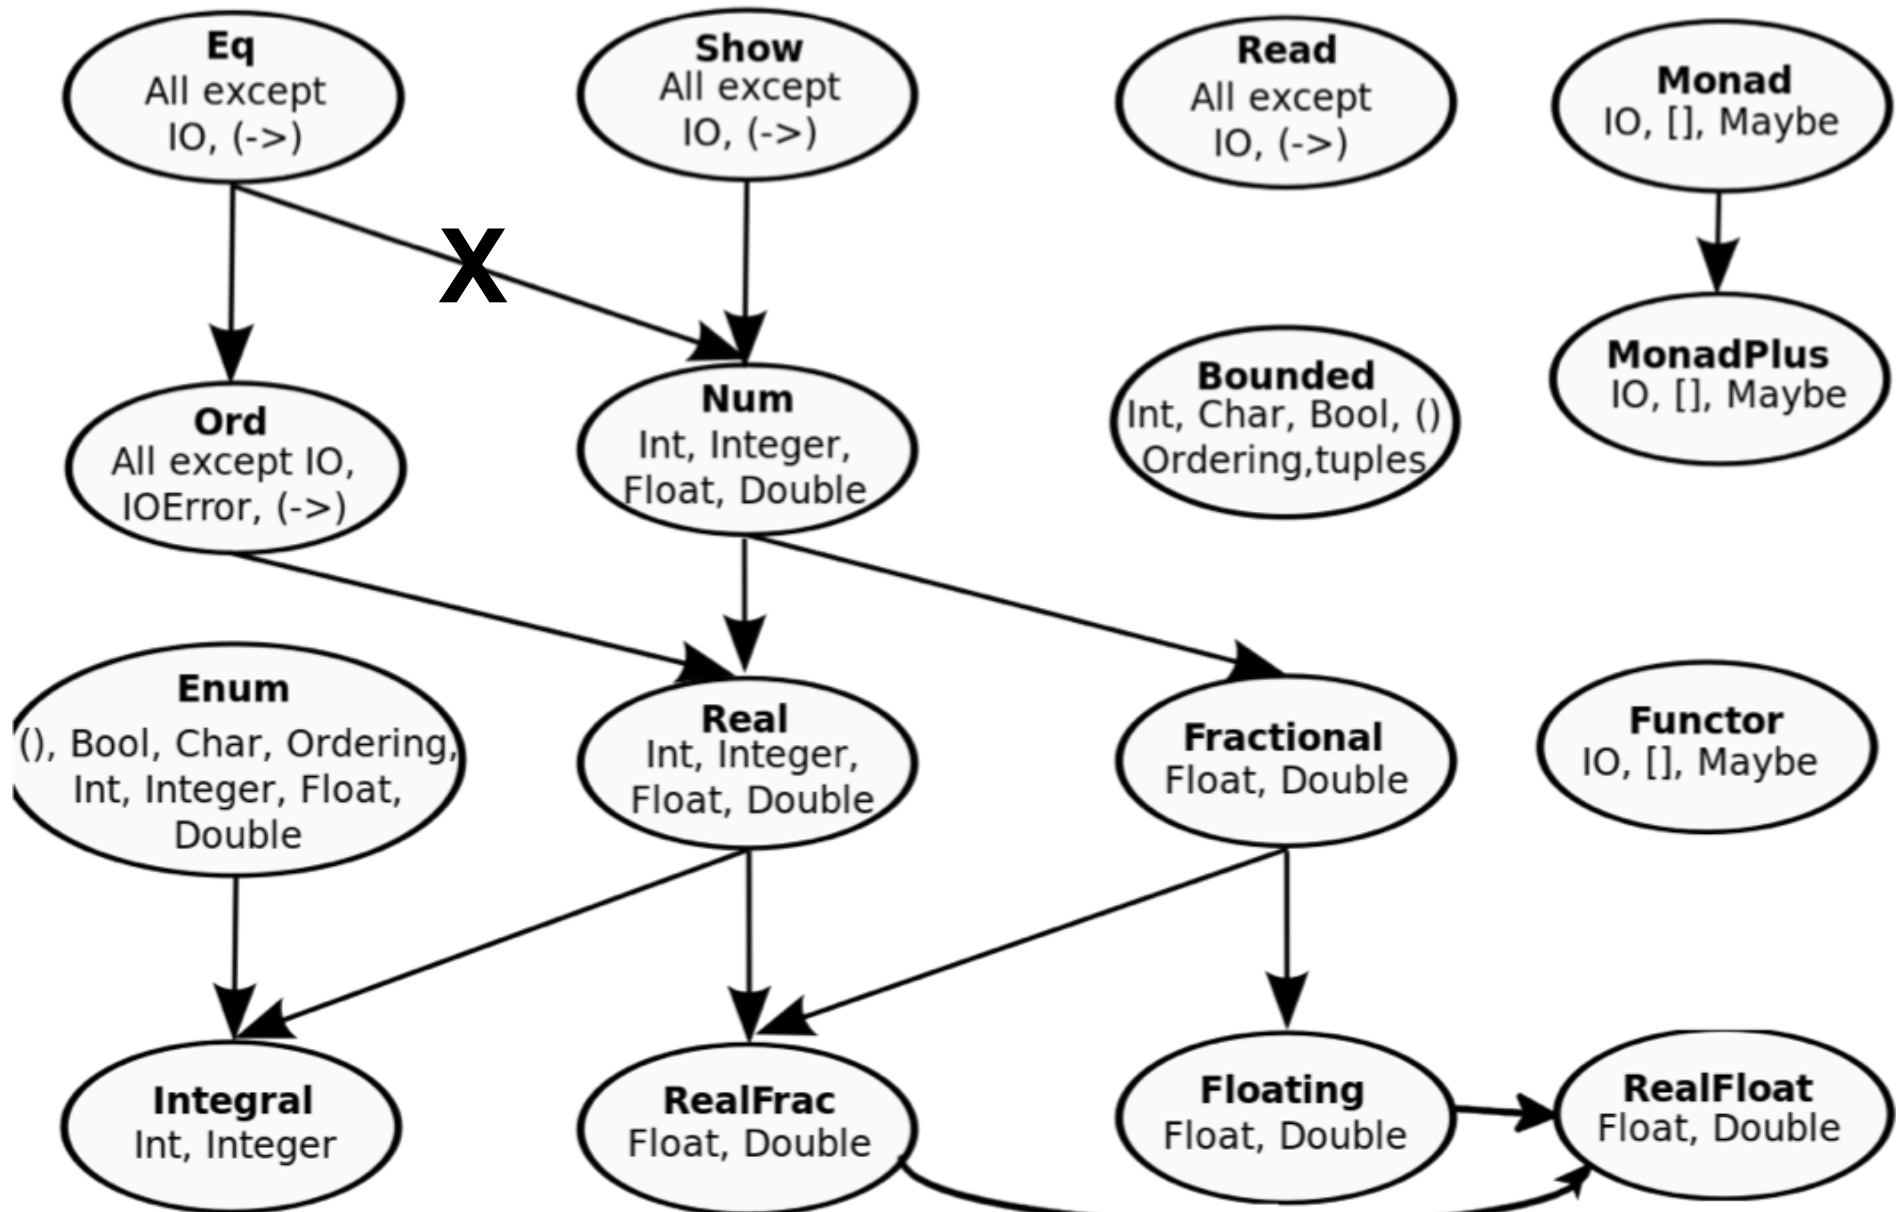 Eq
All except
IO, (->)
Show
All except
IO, (->)
Read
All except
IO, (->)
Monad
IO, [], Maybe
X
Ord
All except IO,
IOError, (->)
Num
Int, Integer,
Float, Double
Bounded
Int, Char, Bool, ()
Ordering,tuples
MonadPlus
IO, [], Maybe
Enum
(), Bool, Char, Ordering,
Int, Integer, Float,
Double
Real
Int, Integer,
Float, Double
Fractional
Float, Double
Functor
IO, [], Maybe
Integral
Int, Integer
RealFrac
Float, Double
Floating
Float, Double
RealFloat
Float, Double